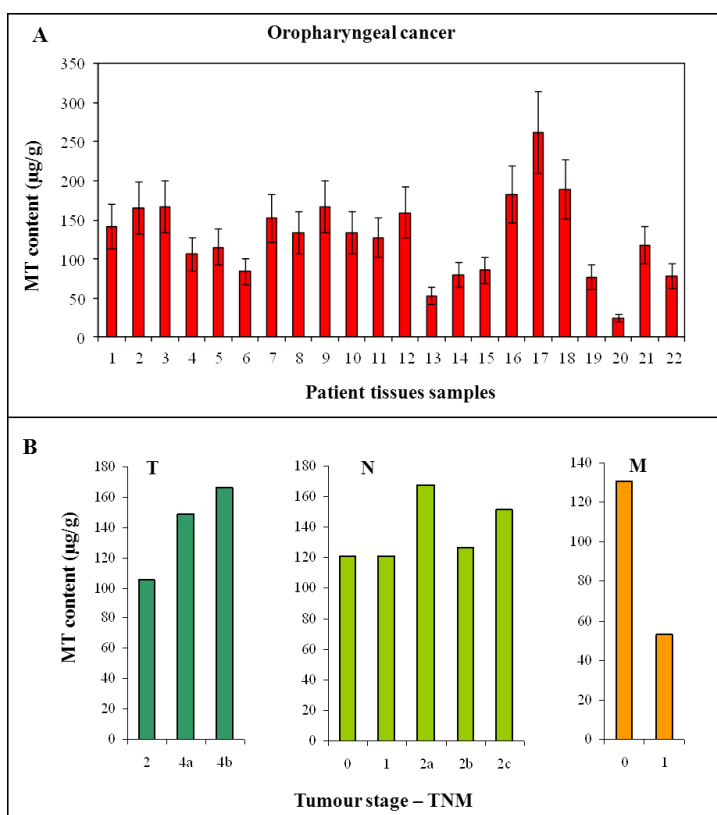 A
Oropharyngeal cancer
MT content (µg/g)
350
300
250
200
150
100
50
0
1 2 3 4 5 6 7 8 9 10 11 12 13 14 15 16 17 18 19 20 21 22
Patient tissues samples
B
MT content (µg/g)
T
180
160
140
120
100
80
60
40
20
0
2 4a 4b
N
180
160
140
120
100
80
60
40
20
0
0 1 2a 2b 2c
M
140
120
100
80
60
40
20
0
0 1
Tumour stage – TNM